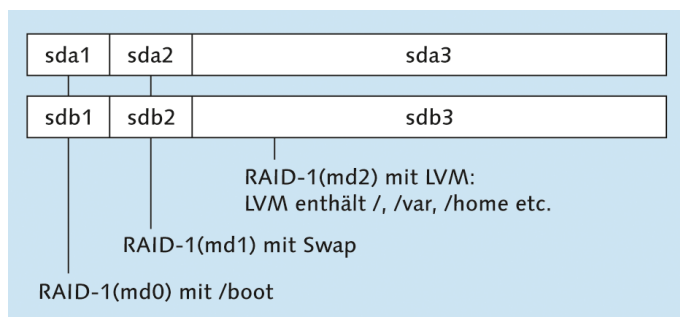 sda1 sda2 sda3
sdb1 sdb2 sdb3
RAID-1(md2) mit LVM:
LVM enthält /, /var, /home etc.
RAID-1(md1) mit Swap
RAID-1(md0) mit /boot